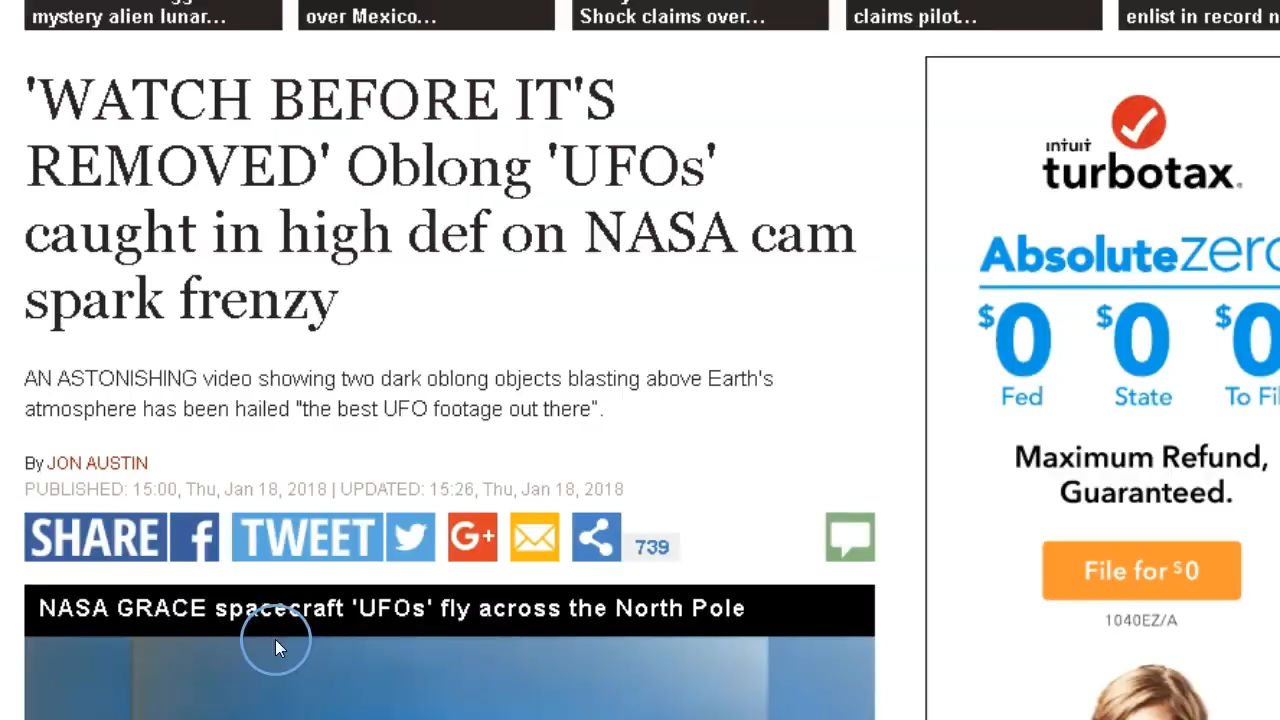 mystery alien lunar...
over Mexico...
Shock claims over...
claims pilot...
enlist in record
'WATCH BEFORE IT'S
REMOVED' Oblong 'UFOs'
caught in high def on NASA cam
spark frenzy
AN ASTONISHING video showing two dark oblong objects blasting above Earth's
atmosphere has been hailed "the best UFO footage out there".
By JON AUSTIN
PUBLISHED: 15:00, Thu, Jan 18, 2018 | UPDATED: 15:26, Thu, Jan 18, 2018
SHARE f TWEET G+ 739
NASA GRACE spacecraft 'UFOs' fly across the North Pole
intuit
turbotax.
Absolute
$0 $0 $0
Fed State To
Maximum Refund,
Guaranteed.
File for $0
1040EZ/A